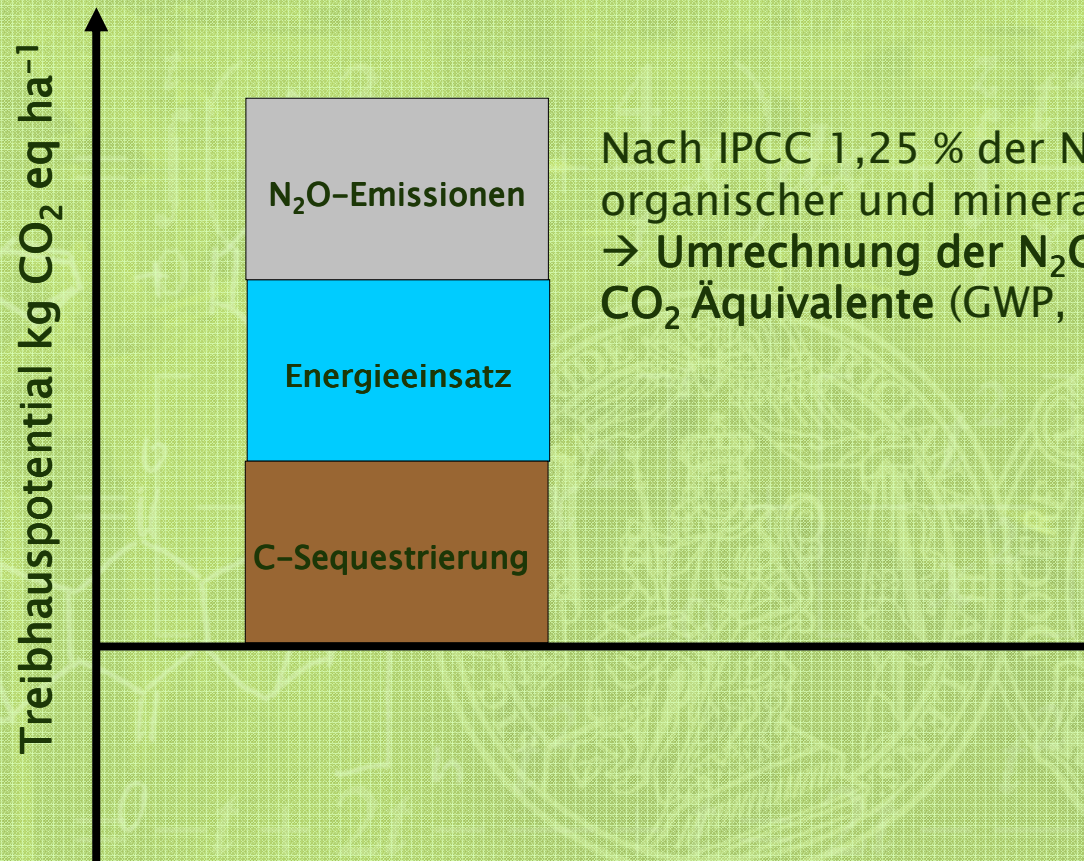 Treibhauspotential kg CO₂ eq ha⁻¹
N₂O-Emissionen
Energieeinsatz
C-Sequestrierung
Nach IPCC 1,25 % der N
organischer und minera
→ Umrechnung der N₂O
CO₂ Äquivalente (GWP,